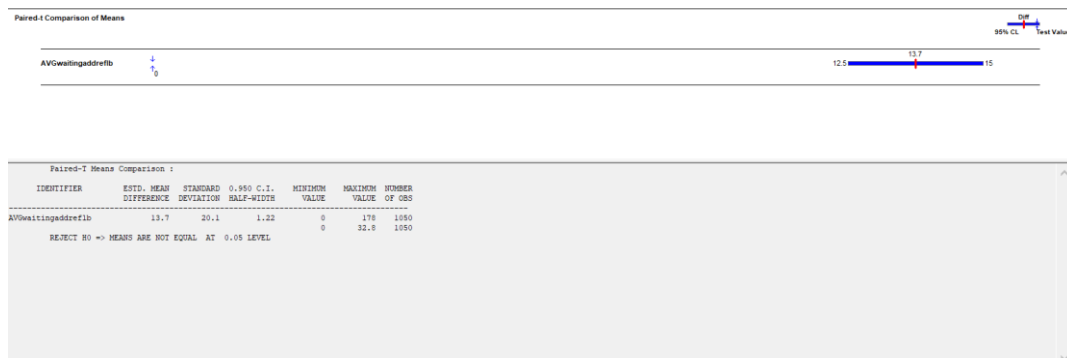 Paired-t Comparison of Means
Diff
95% CL Test Value
13.7
AVGwaitingaddreflb 12.5 15
0
Paired-T Means Comparison :
IDENTIFIER ESTD. MEAN STANDARD 0.950 C.I. MINIMUM MAXIMUM NUMBER
DIFFERENCE DEVIATION HALF-WIDTH VALUE VALUE OF OBS
AVGwaitingaddreflb 13.7 20.1 1.22 0 178 1050
0 32.8 1050
REJECT H0 => MEANS ARE NOT EQUAL AT 0.05 LEVEL